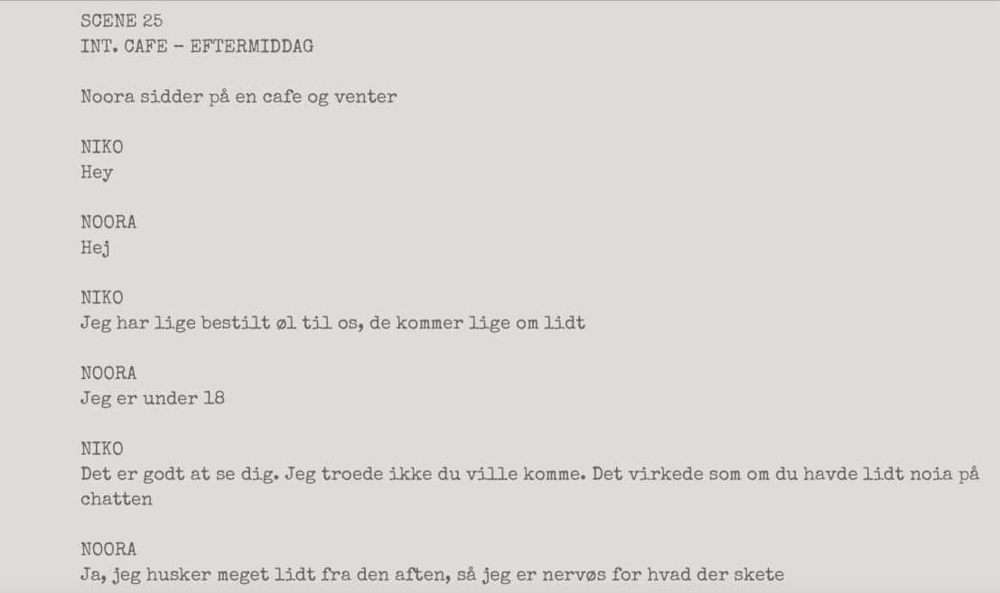 SCENE 25
INT. CAFE - EFTERMIDDAG
Noora sidder på en cafe og venter
NIKO
Hey
NOORA
Hej
NIKO
Jeg har lige bestilt øl til os, de kommer lige om lidt
NOORA
Jeg er under 18
NIKO
Det er godt at se dig. Jeg troede ikke du ville komme. Det virkede som om du havde lidt noia på
chatten
NOORA
Ja, jeg husker meget lidt fra den aften, så jeg er nervøs for hvad der skete